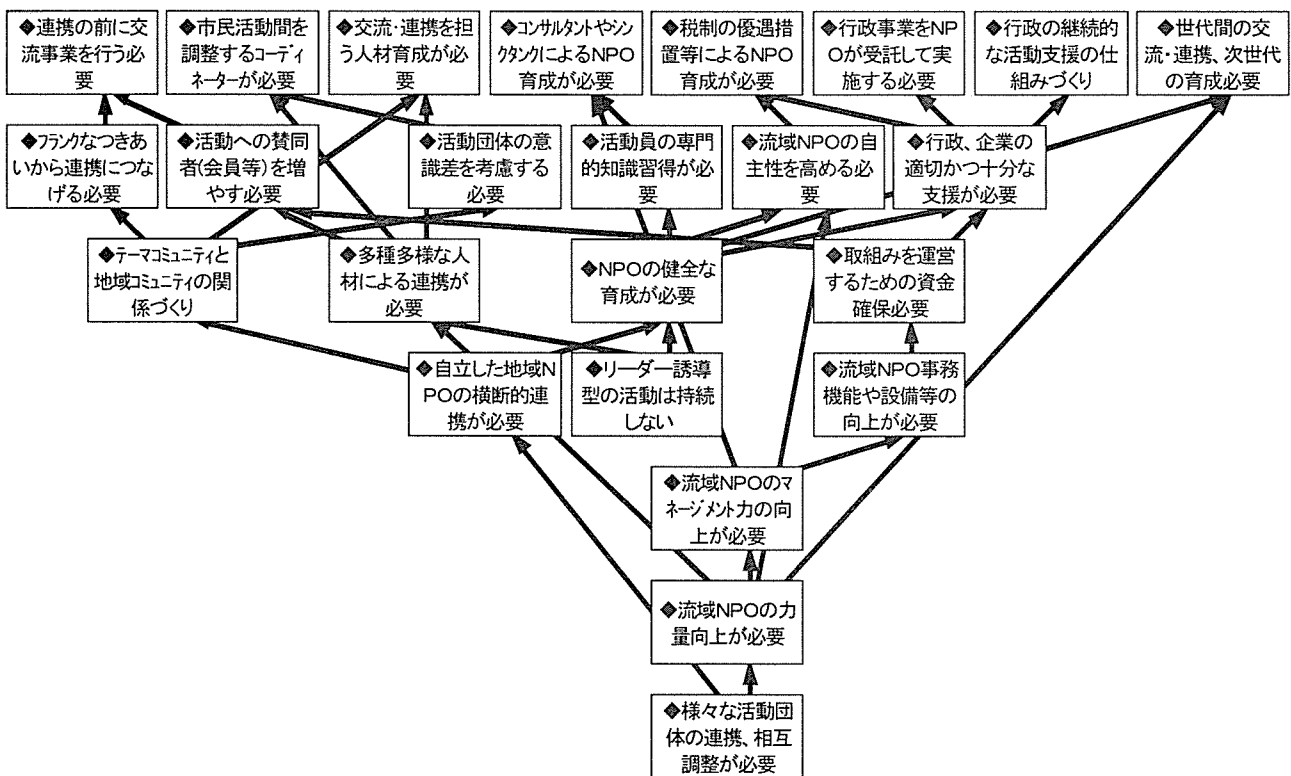 ◆連携の前に交
流事業を行う必
要
◆市民活動間を
調整するコーディ
ネーターが必要
◆交流・連携を担
う人材育成が必
要
◆コンサルタントやシン
クタンクによるNPO
育成が必要
◆税制の優遇措
置等によるNPO
育成が必要
◆行政事業をNP
Oが受託して実
施する必要
◆行政の継続的
な活動支援の仕
組みづくり
◆世代間の交
流・連携、次世代
の育成必要
◆フランクなつきあ
いから連携につな
げる必要
◆活動への賛同
者(会員等)を増
やす必要
◆活動団体の意
識差を考慮する
必要
◆活動員の専門
的知識習得が必
要
◆流域NPOの自
主性を高める必
要
◆行政、企業の
適切かつ十分な
支援が必要
◆テーマコミュニティと
地域コミュニティの関
係づくり
◆多種多様な人
材による連携が
必要
◆NPOの健全な
育成が必要
◆取組みを運営
するための資金
確保必要
◆自立した地域N
POの横断的連
携が必要
◆リーダー誘導
型の活動は持続
しない
◆流域NPO事務
機能や設備等の
向上が必要
◆流域NPOのマ
ネージメント力の向
上が必要
◆流域NPOの力
量向上が必要
◆様々な活動団
体の連携、相互
調整が必要